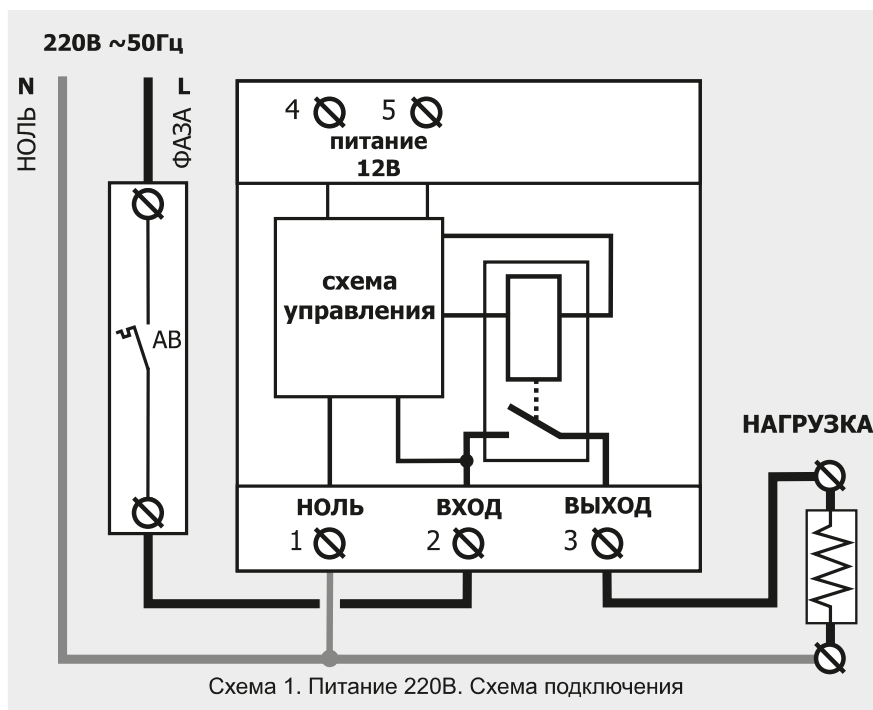 220В ~50Гц
N
L
НОЛЬ
ФАЗА
4
5
питание
12В
схема
управления
АВ
НАГРУЗКА
НОЛЬ
ВХОД
ВЫХОД
1
2
3
Схема 1. Питание 220В. Схема подключения